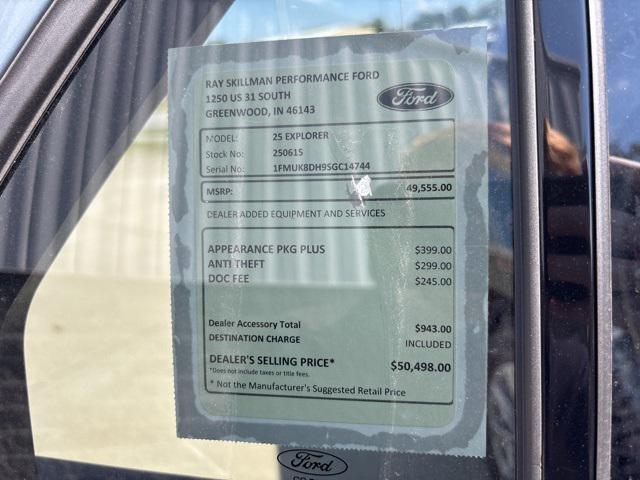 RAY SKILLMAN PERFORMANCE FORD
1250 US 31 SOUTH
GREENWOOD, IN 46143
Ford
MODEL: 25 EXPLORER
Stock No: 250615
Serial No: 1FMUK8DH9SGC14744
MSRP: 49,555.00
DEALER ADDED EQUIPMENT AND SERVICES
APPEARANCE PKG PLUS $399.00
ANTI THEFT $299.00
DOC FEE $245.00
Dealer Accessory Total $943.00
DESTINATION CHARGE INCLUDED
DEALER'S SELLING PRICE* $50,498.00
*Does not include taxes or title fees.
* Not the Manufacturer's Suggested Retail Price
Ford